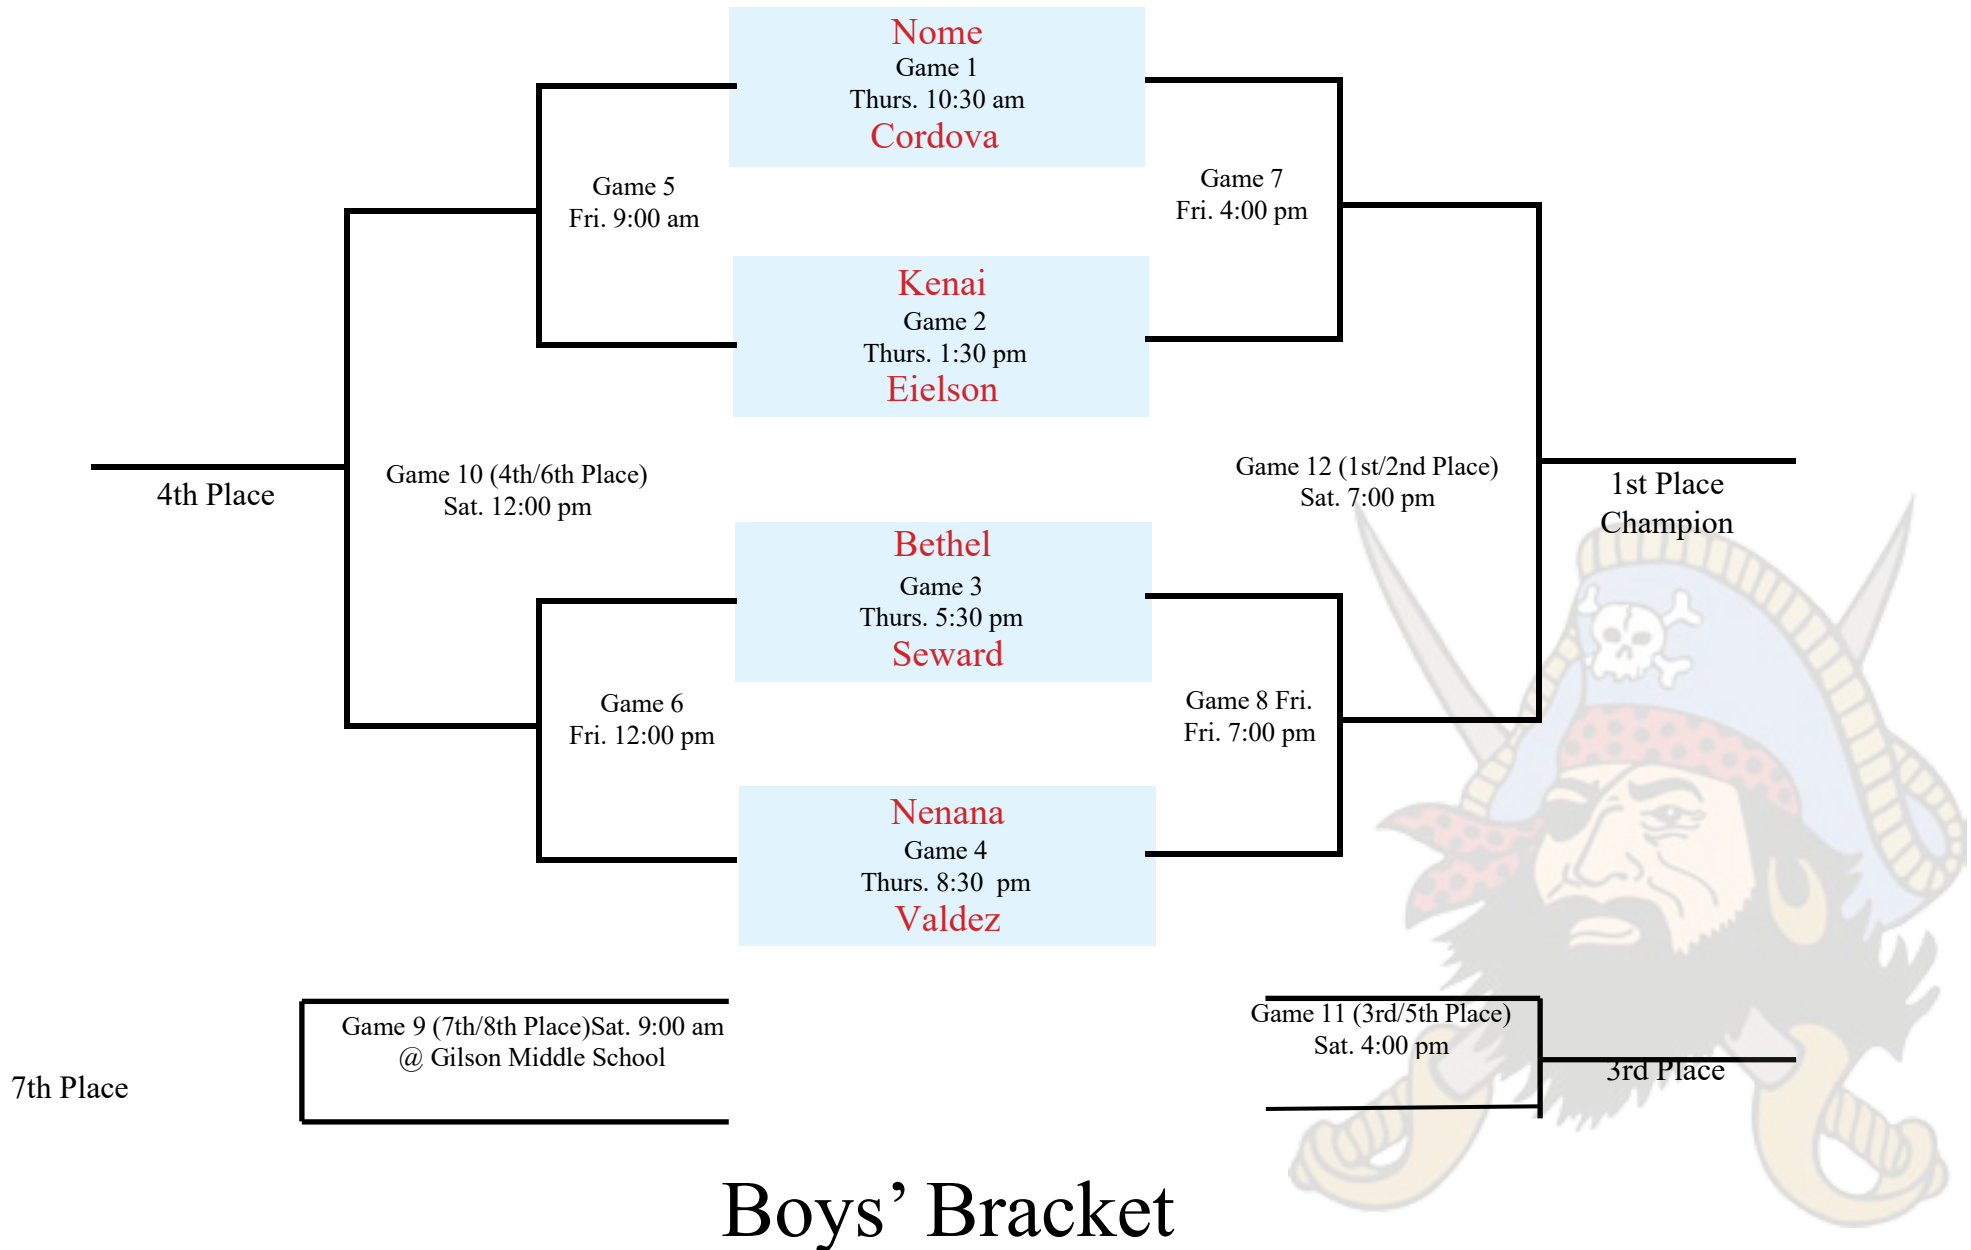 Nome
Game 1
Thurs. 10:30 am
Cordova
Game 5
Fri. 9:00 am
Game 7
Fri. 4:00 pm
Kenai
Game 2
Thurs. 1:30 pm
Eielson
4th Place
Game 10 (4th/6th Place)
Sat. 12:00 pm
Game 12 (1st/2nd Place)
Sat. 7:00 pm
1st Place
Champion
Bethel
Game 3
Thurs. 5:30 pm
Seward
Game 6
Fri. 12:00 pm
Game 8 Fri.
Fri. 7:00 pm
Nenana
Game 4
Thurs. 8:30  pm
Valdez
Game 9 (7th/8th Place)Sat. 9:00 am
@ Gilson Middle School
7th Place
Game 11 (3rd/5th Place)
Sat. 4:00 pm
3rd Place
Boys’ Bracket